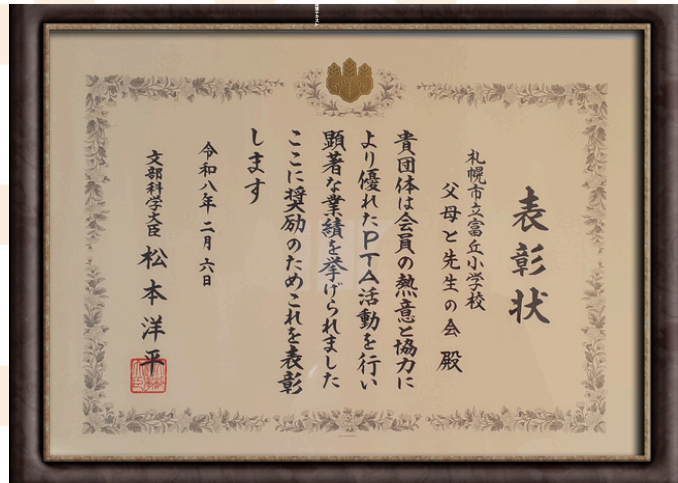 表彰状
札幌市立富丘小学校
父母と先生の会 殿
貴団体は会員の熱意と協力に
より優れたPTA活動を行い
顕著な業績を挙げられました
ここに奨励のためこれを表彰
します
令和八年二月六日
文部科学大臣 松本洋平